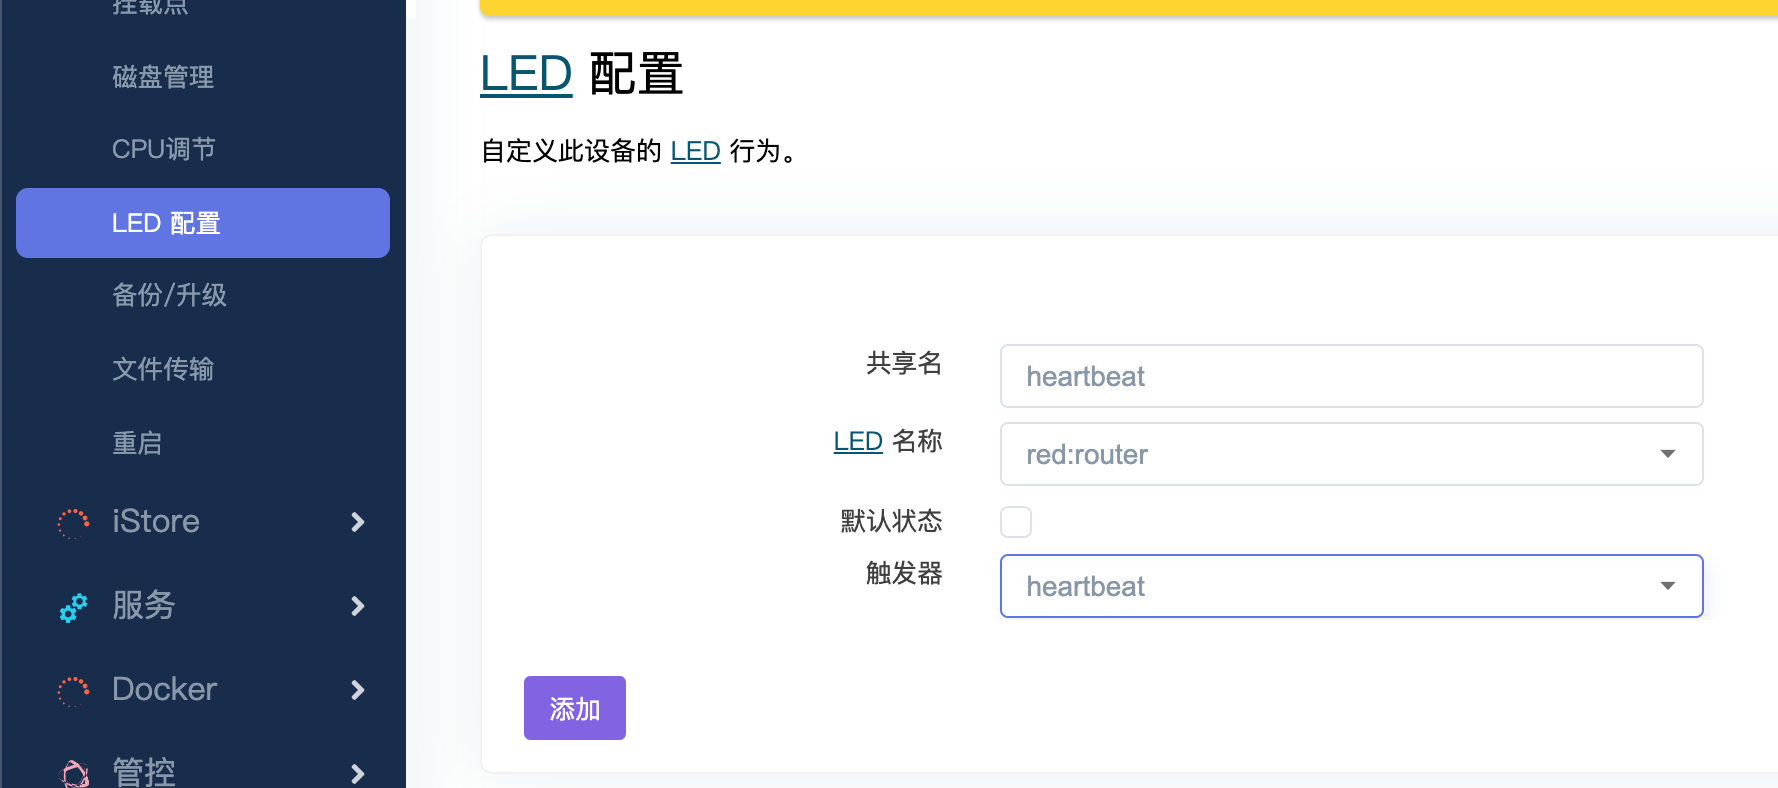 挂载点
磁盘管理
CPU调节
LED 配置
备份/升级
文件传输
重启
iStore
服务
Docker
管控
LED 配置
自定义此设备的 LED 行为。
共享名
heartbeat
LED 名称
red:router
默认状态
触发器
heartbeat
添加